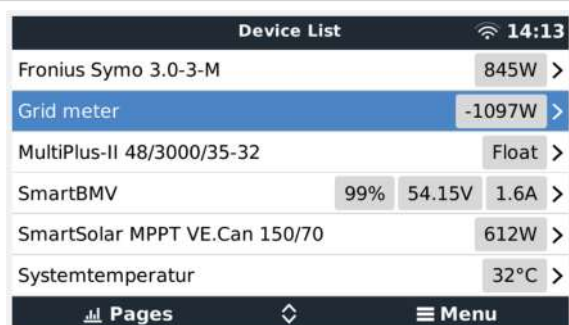 Device List 14:13
Fronius Symo 3.0-3-M 845W
Grid meter -1097W
MultiPlus-II 48/3000/35-32 Float
SmartBMV 99% 54.15V 1.6A
SmartSolar MPPT VE.Can 150/70 612W
Systemtemperatur 32°C
Pages Menu